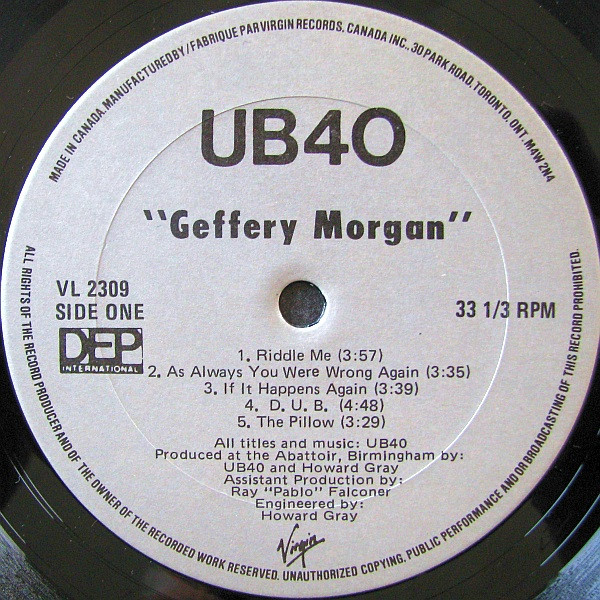 MADE IN CANADA. MANUFACTURED BY / FABRIQUE PAR VIRGIN RECORDS, CANADA INC., 30 PARK ROAD, TORONTO, ONT. M4W 2N4
UB40
"Geffery Morgan"
VL 2309
SIDE ONE
33 1/3 RPM
DEP
INTERNATIONAL
1. Riddle Me (3:57)
2. As Always You Were Wrong Again (3:35)
3. If It Happens Again (3:39)
4. D. U. B. (4:48)
5. The Pillow (3:29)
All titles and music: UB40
Produced at the Abattoir, Birmingham by:
UB40 and Howard Gray
Assistant Production by:
Ray "Pablo" Falconer
Engineered by:
Howard Gray
Virgin
ALL RIGHTS OF THE RECORD PRODUCER AND OF THE OWNER OF THE RECORDED WORK RESERVED. UNAUTHORIZED COPYING, PUBLIC PERFORMANCE AND/OR BROADCASTING OF THIS RECORD PROHIBITED.